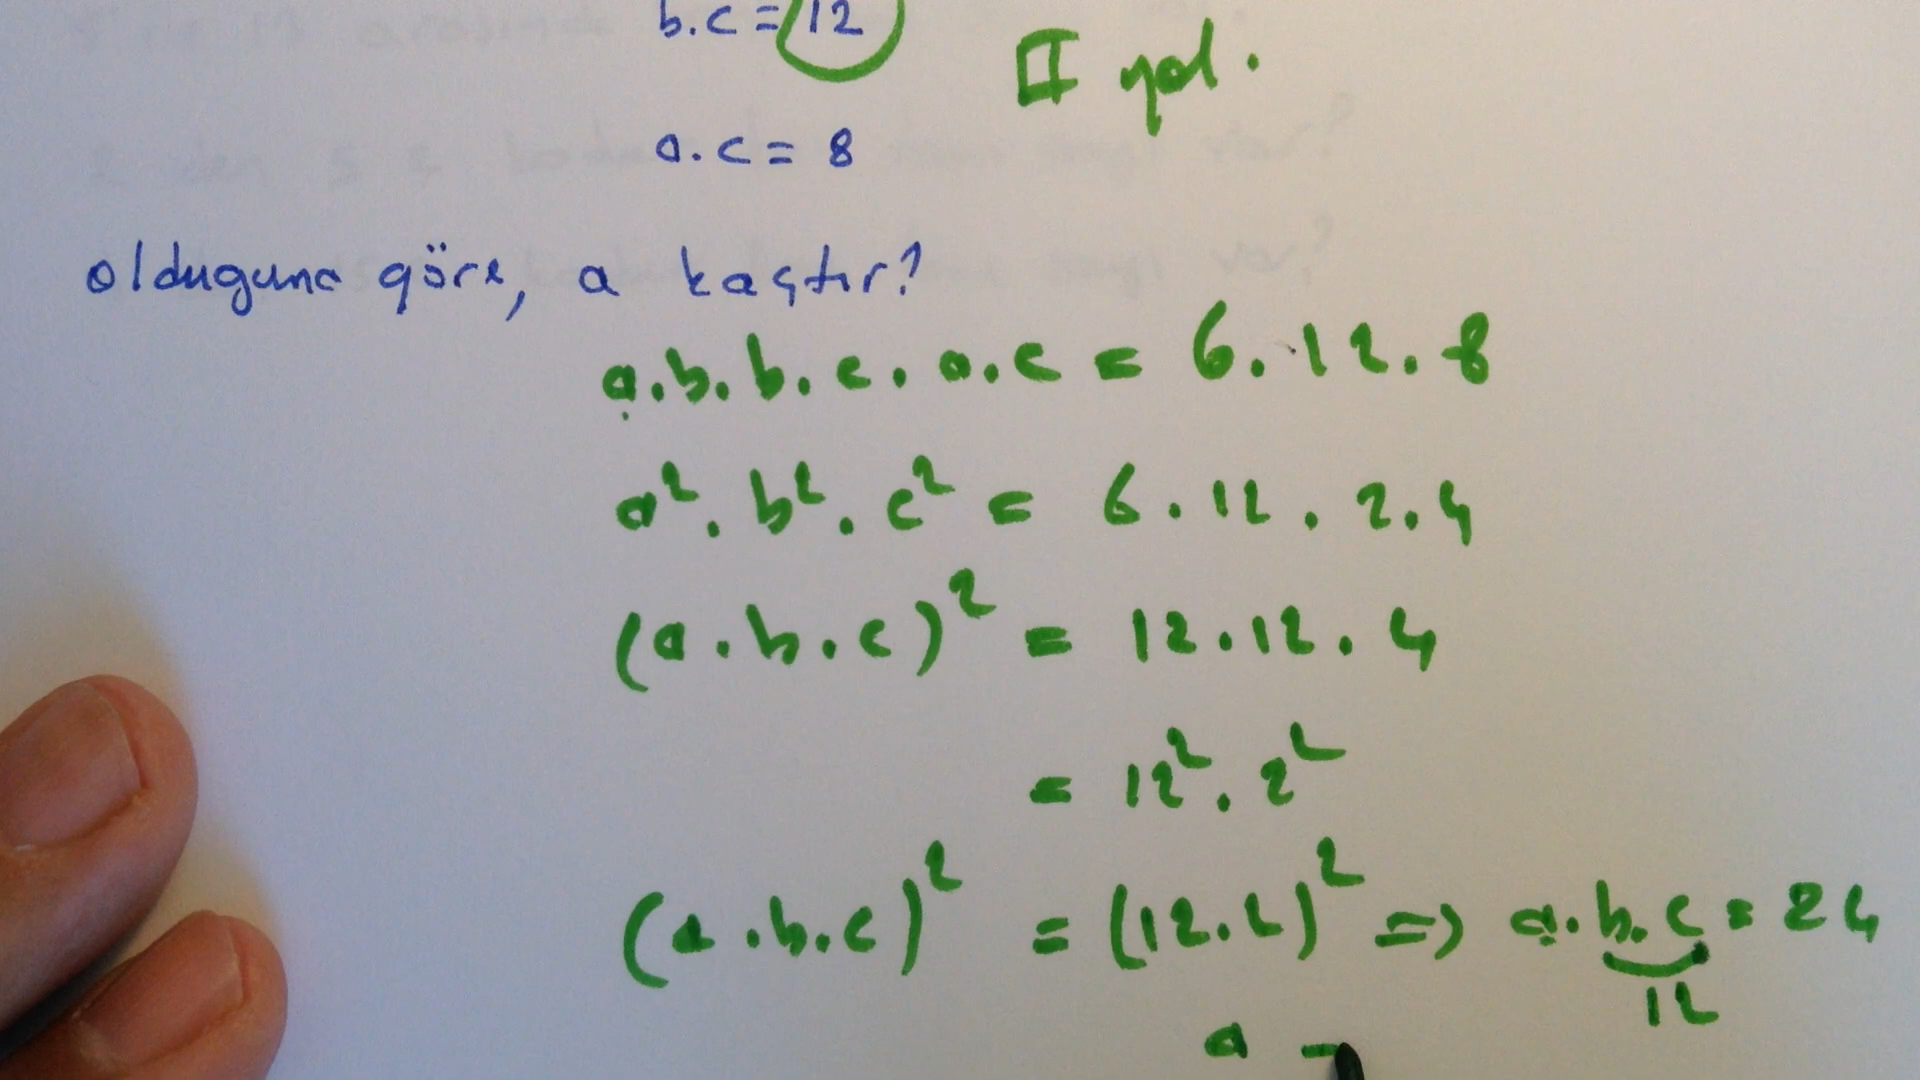 b.c = 12
II yol.
a.c = 8
olduguna göre, a kaçtır?
a.b.b.c.a.c = 6.12.8
a².b².c² = 6.12.2.4
(a.b.c)² = 12.12.4
= 12².2²
(a.b.c)² = (12.2)² => a.b.c = 24
12
a =